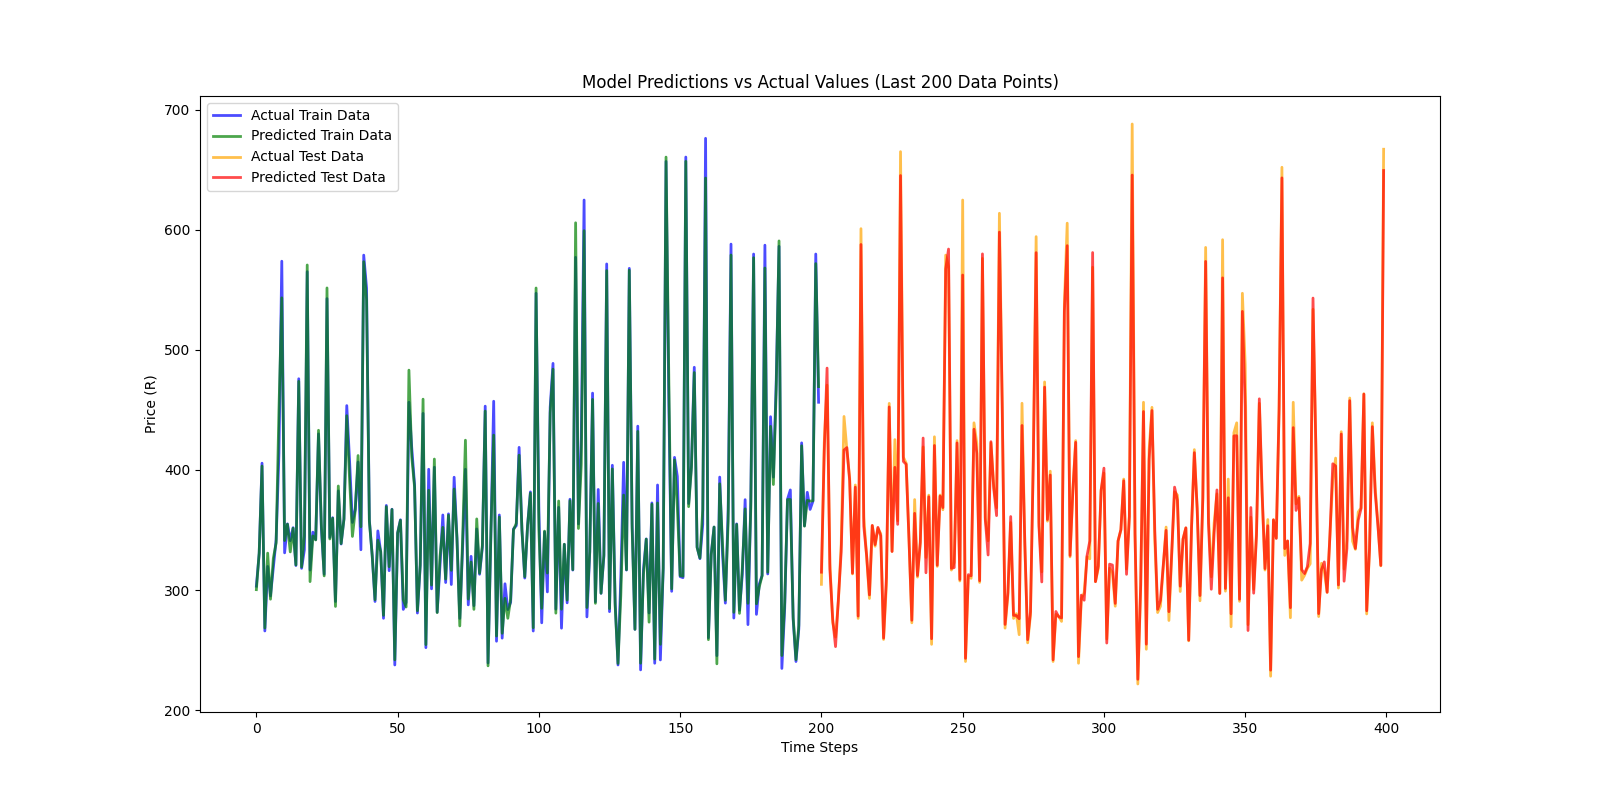 Model Predictions vs Actual Values (Last 200 Data Points)
Actual Train Data
Predicted Train Data
Actual Test Data
Predicted Test Data
Price (R)
700
600
500
400
300
200
0 50 100 150 200 250 300 350 400
Time Steps